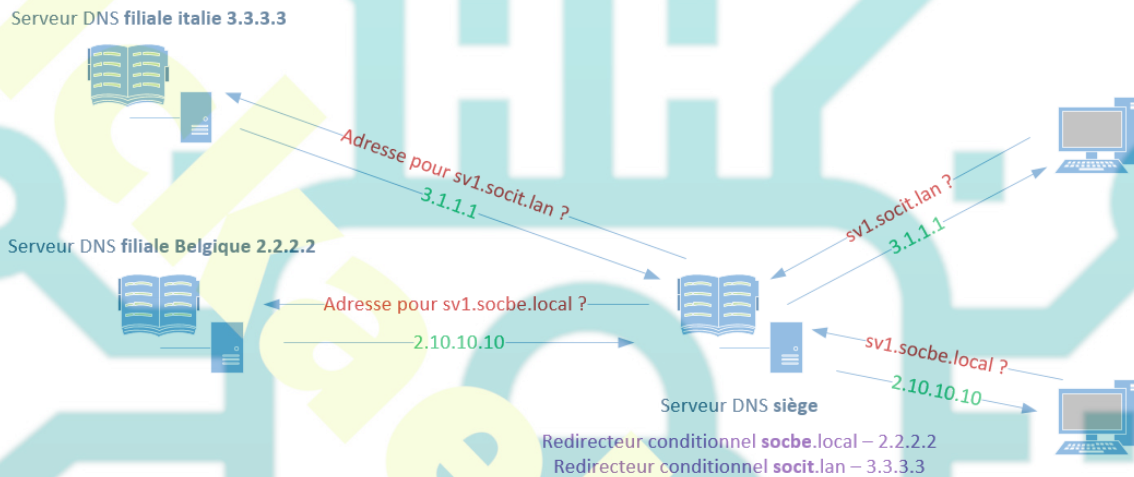 Serveur DNS filiale italie 3.3.3.3
Adresse pour sv1.socit.lan ?
3.1.1.1
sv1.socit.lan ?
3.1.1.1
Serveur DNS filiale Belgique 2.2.2.2
Adresse pour sv1.socbe.local ?
2.10.10.10
sv1.socbe.local ?
2.10.10.10
Serveur DNS siège
Redirecteur conditionnel socbe.local – 2.2.2.2
Redirecteur conditionnel socit.lan – 3.3.3.3